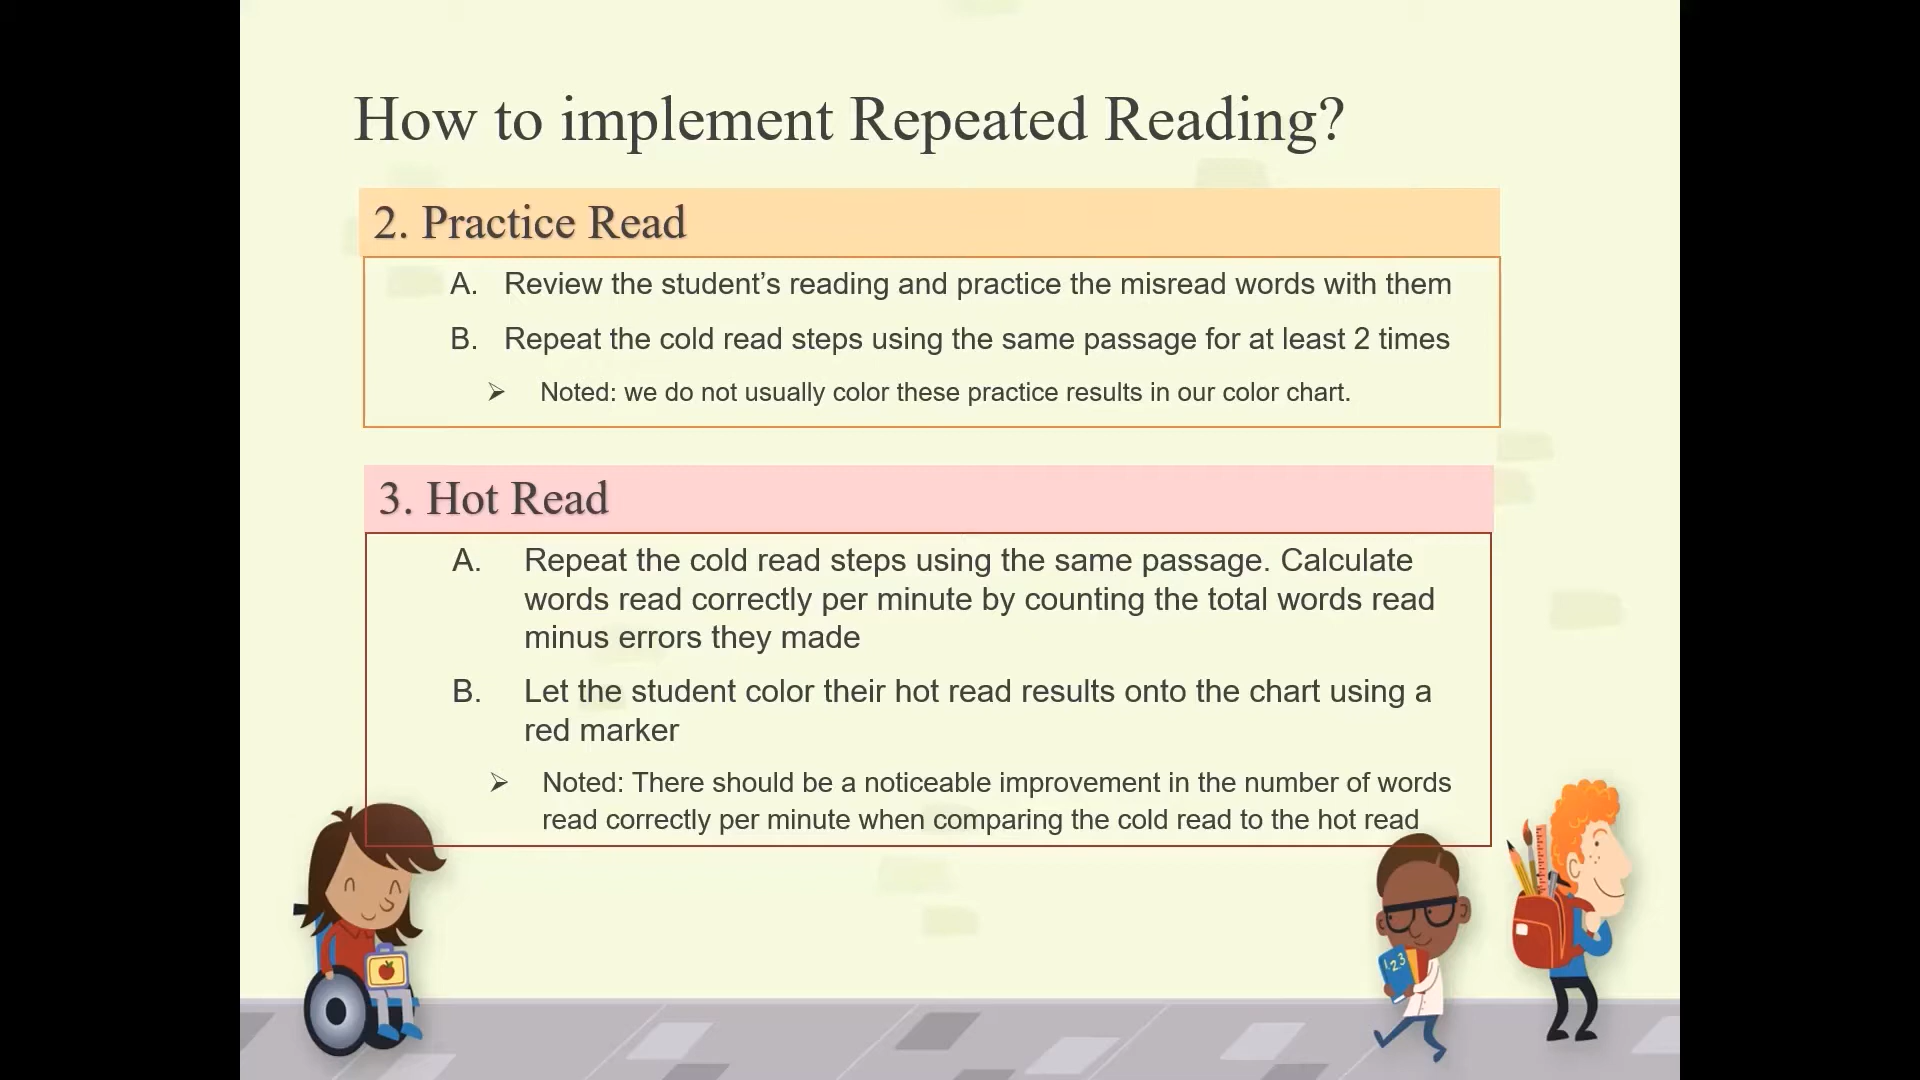 How to implement Repeated Reading?
2. Practice Read
A. Review the student’s reading and practice the misread words with them
B. Repeat the cold read steps using the same passage for at least 2 times
➢ Noted: we do not usually color these practice results in our color chart.
3. Hot Read
A. Repeat the cold read steps using the same passage. Calculate
words read correctly per minute by counting the total words read
minus errors they made
B. Let the student color their hot read results onto the chart using a
red marker
➢ Noted: There should be a noticeable improvement in the number of words
read correctly per minute when comparing the cold read to the hot read
123